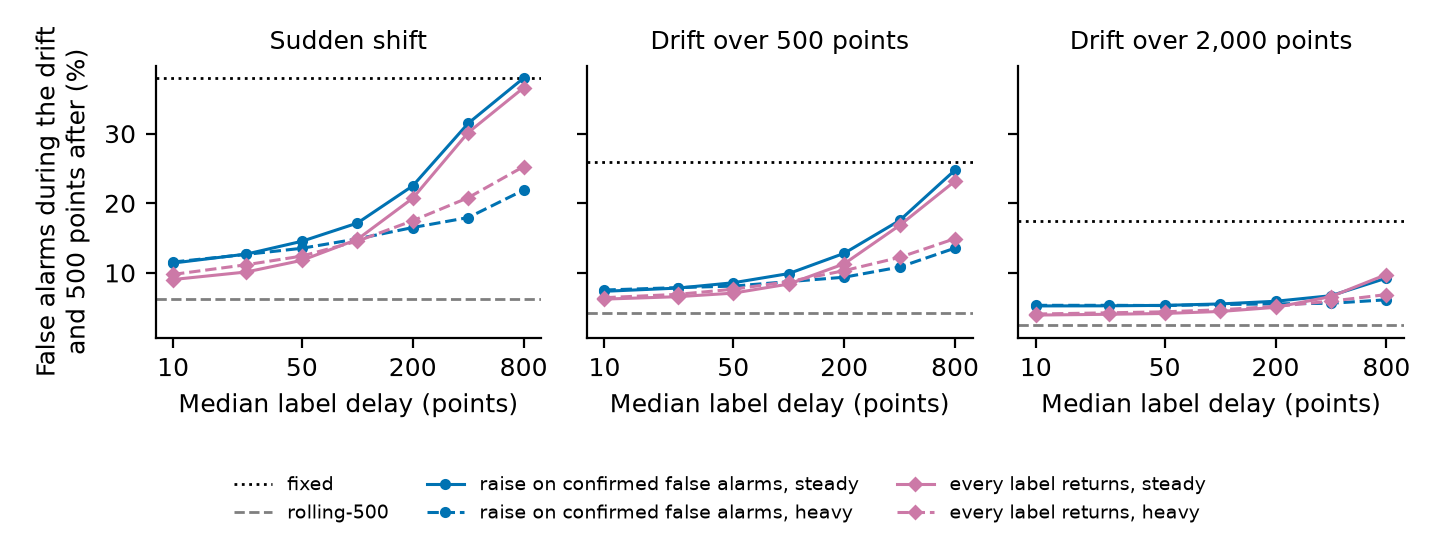 False alarms during the drift
and 500 points after (%)
Sudden shift
Drift over 500 points
Drift over 2,000 points
30
20
10
10 50 200 800
10 50 200 800
10 50 200 800
Median label delay (points)
Median label delay (points)
Median label delay (points)
fixed
rolling-500
raise on confirmed false alarms, steady
raise on confirmed false alarms, heavy
every label returns, steady
every label returns, heavy